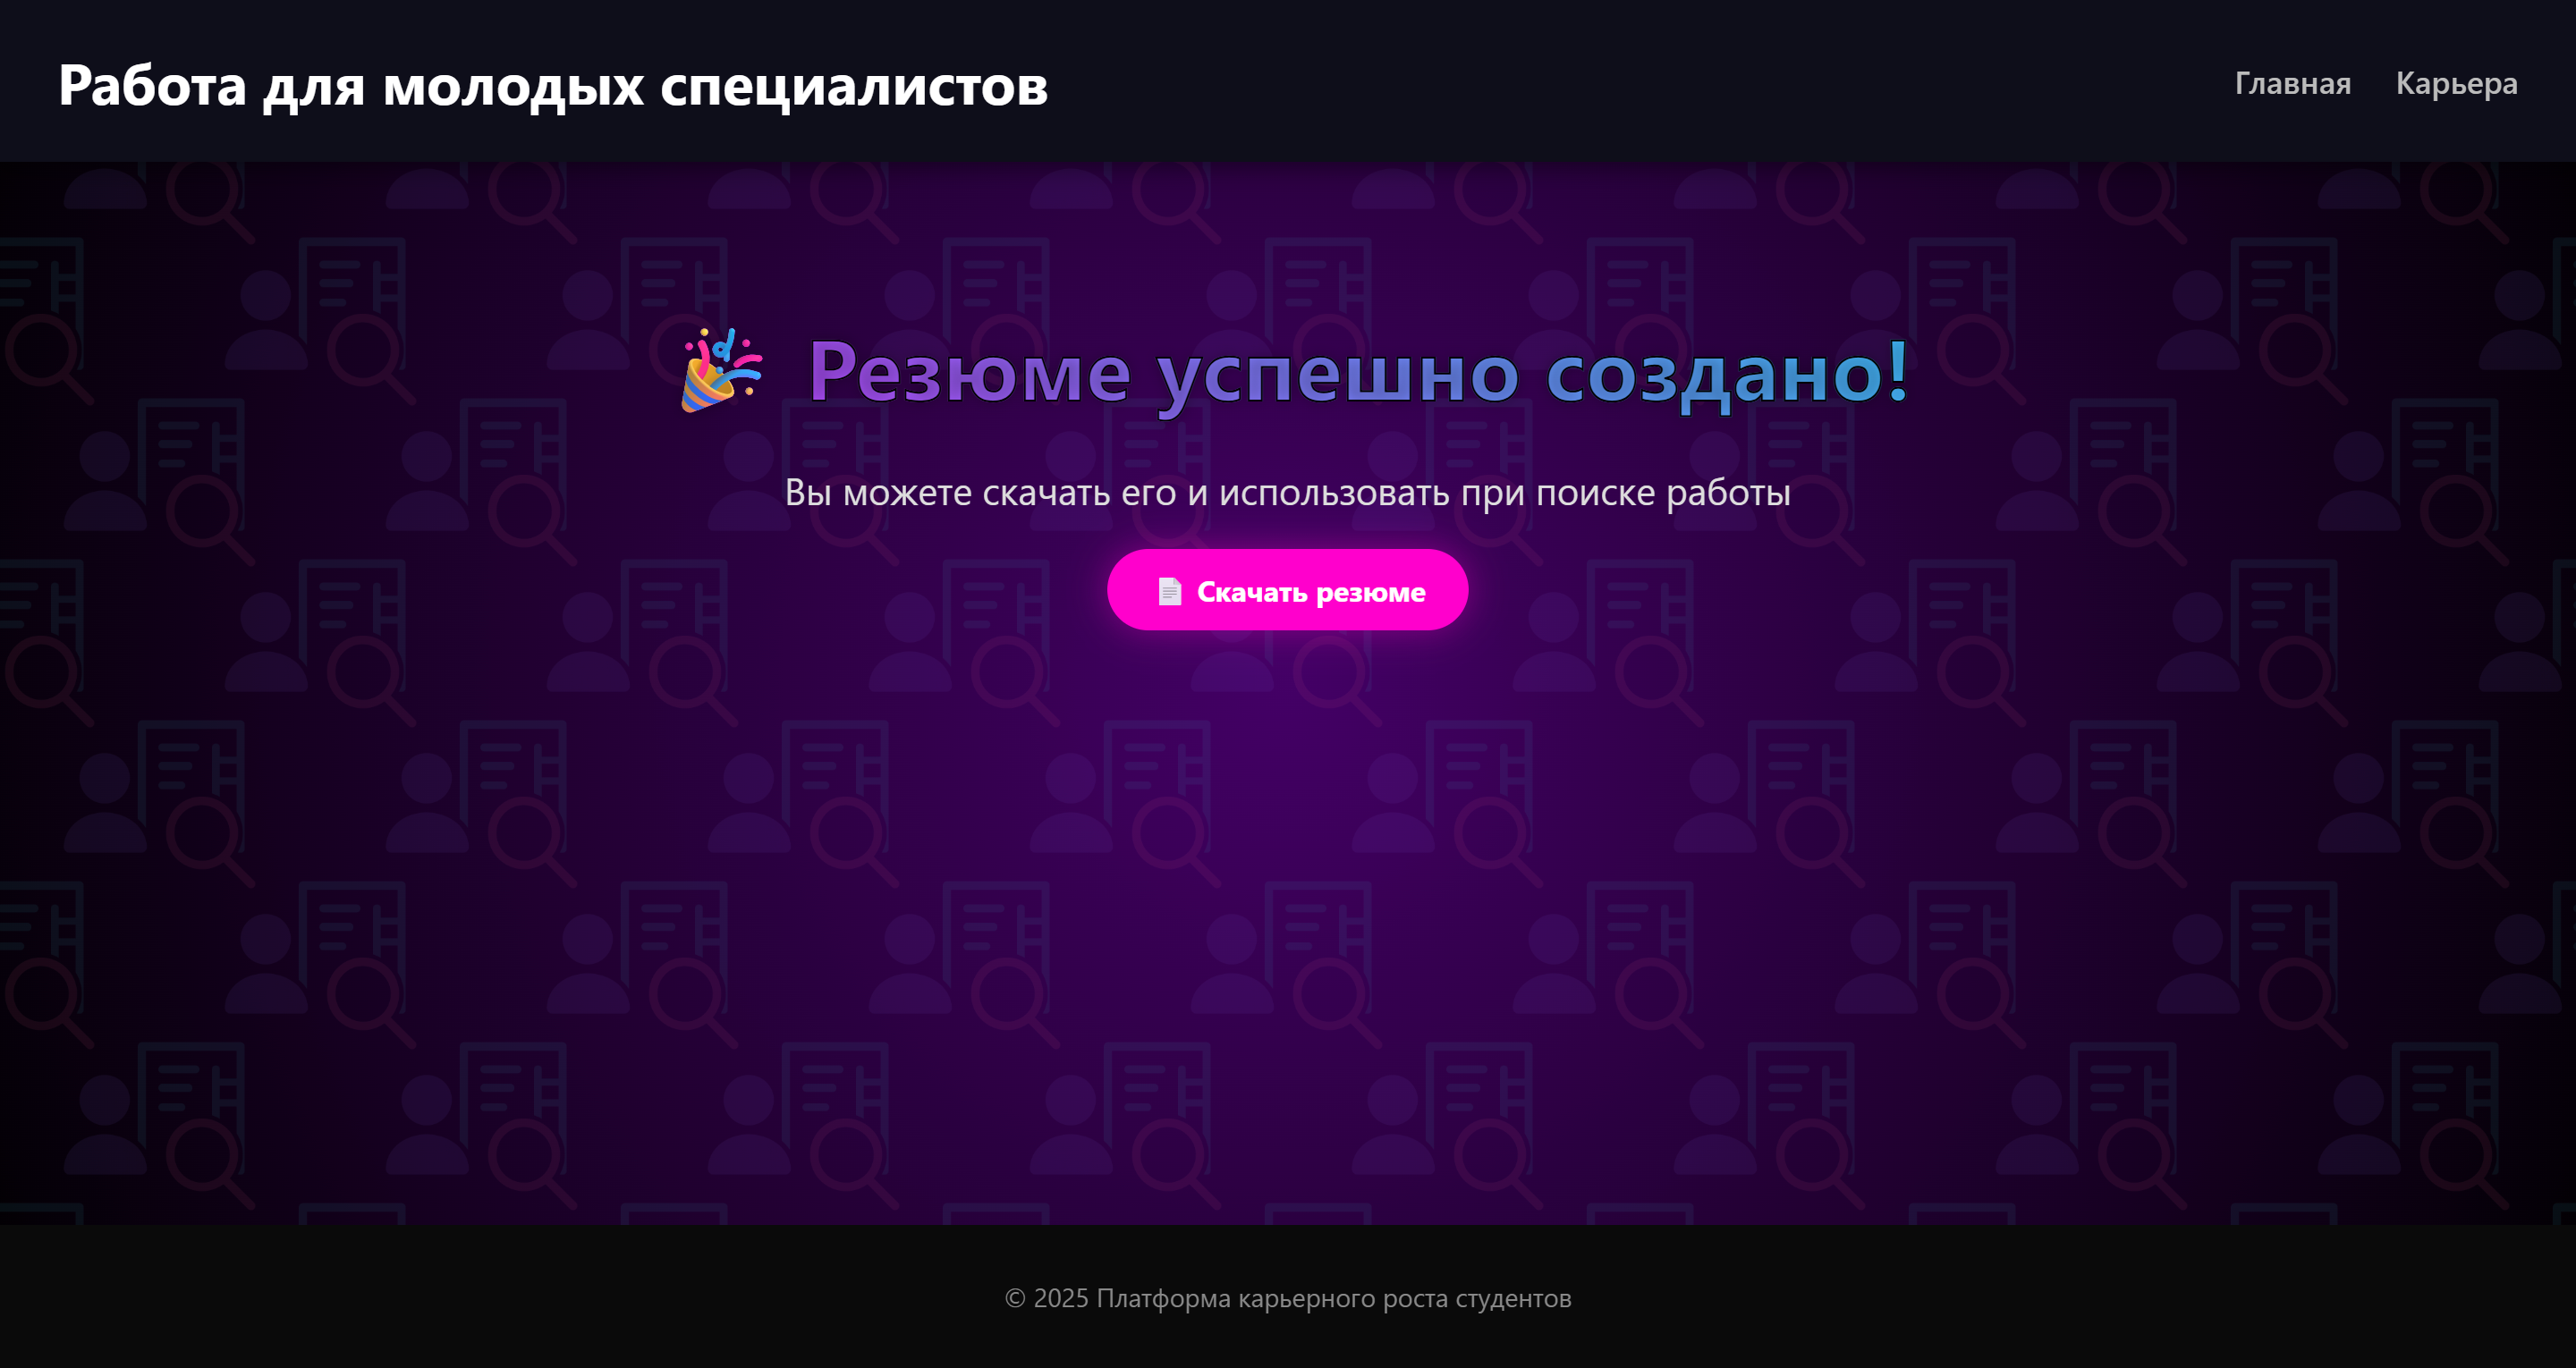 Работа для молодых специалистов
Главная Карьера
🎉 Резюме успешно создано!
Вы можете скачать его и использовать при поиске работы
📄 Скачать резюме
© 2025 Платформа карьерного роста студентов